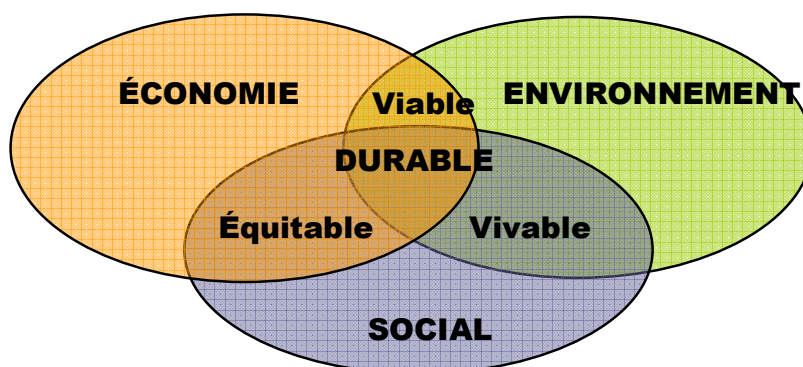 ÉCONOMIE
ENVIRONNEMENT
Viable
DURABLE
Équitable
Vivable
SOCIAL